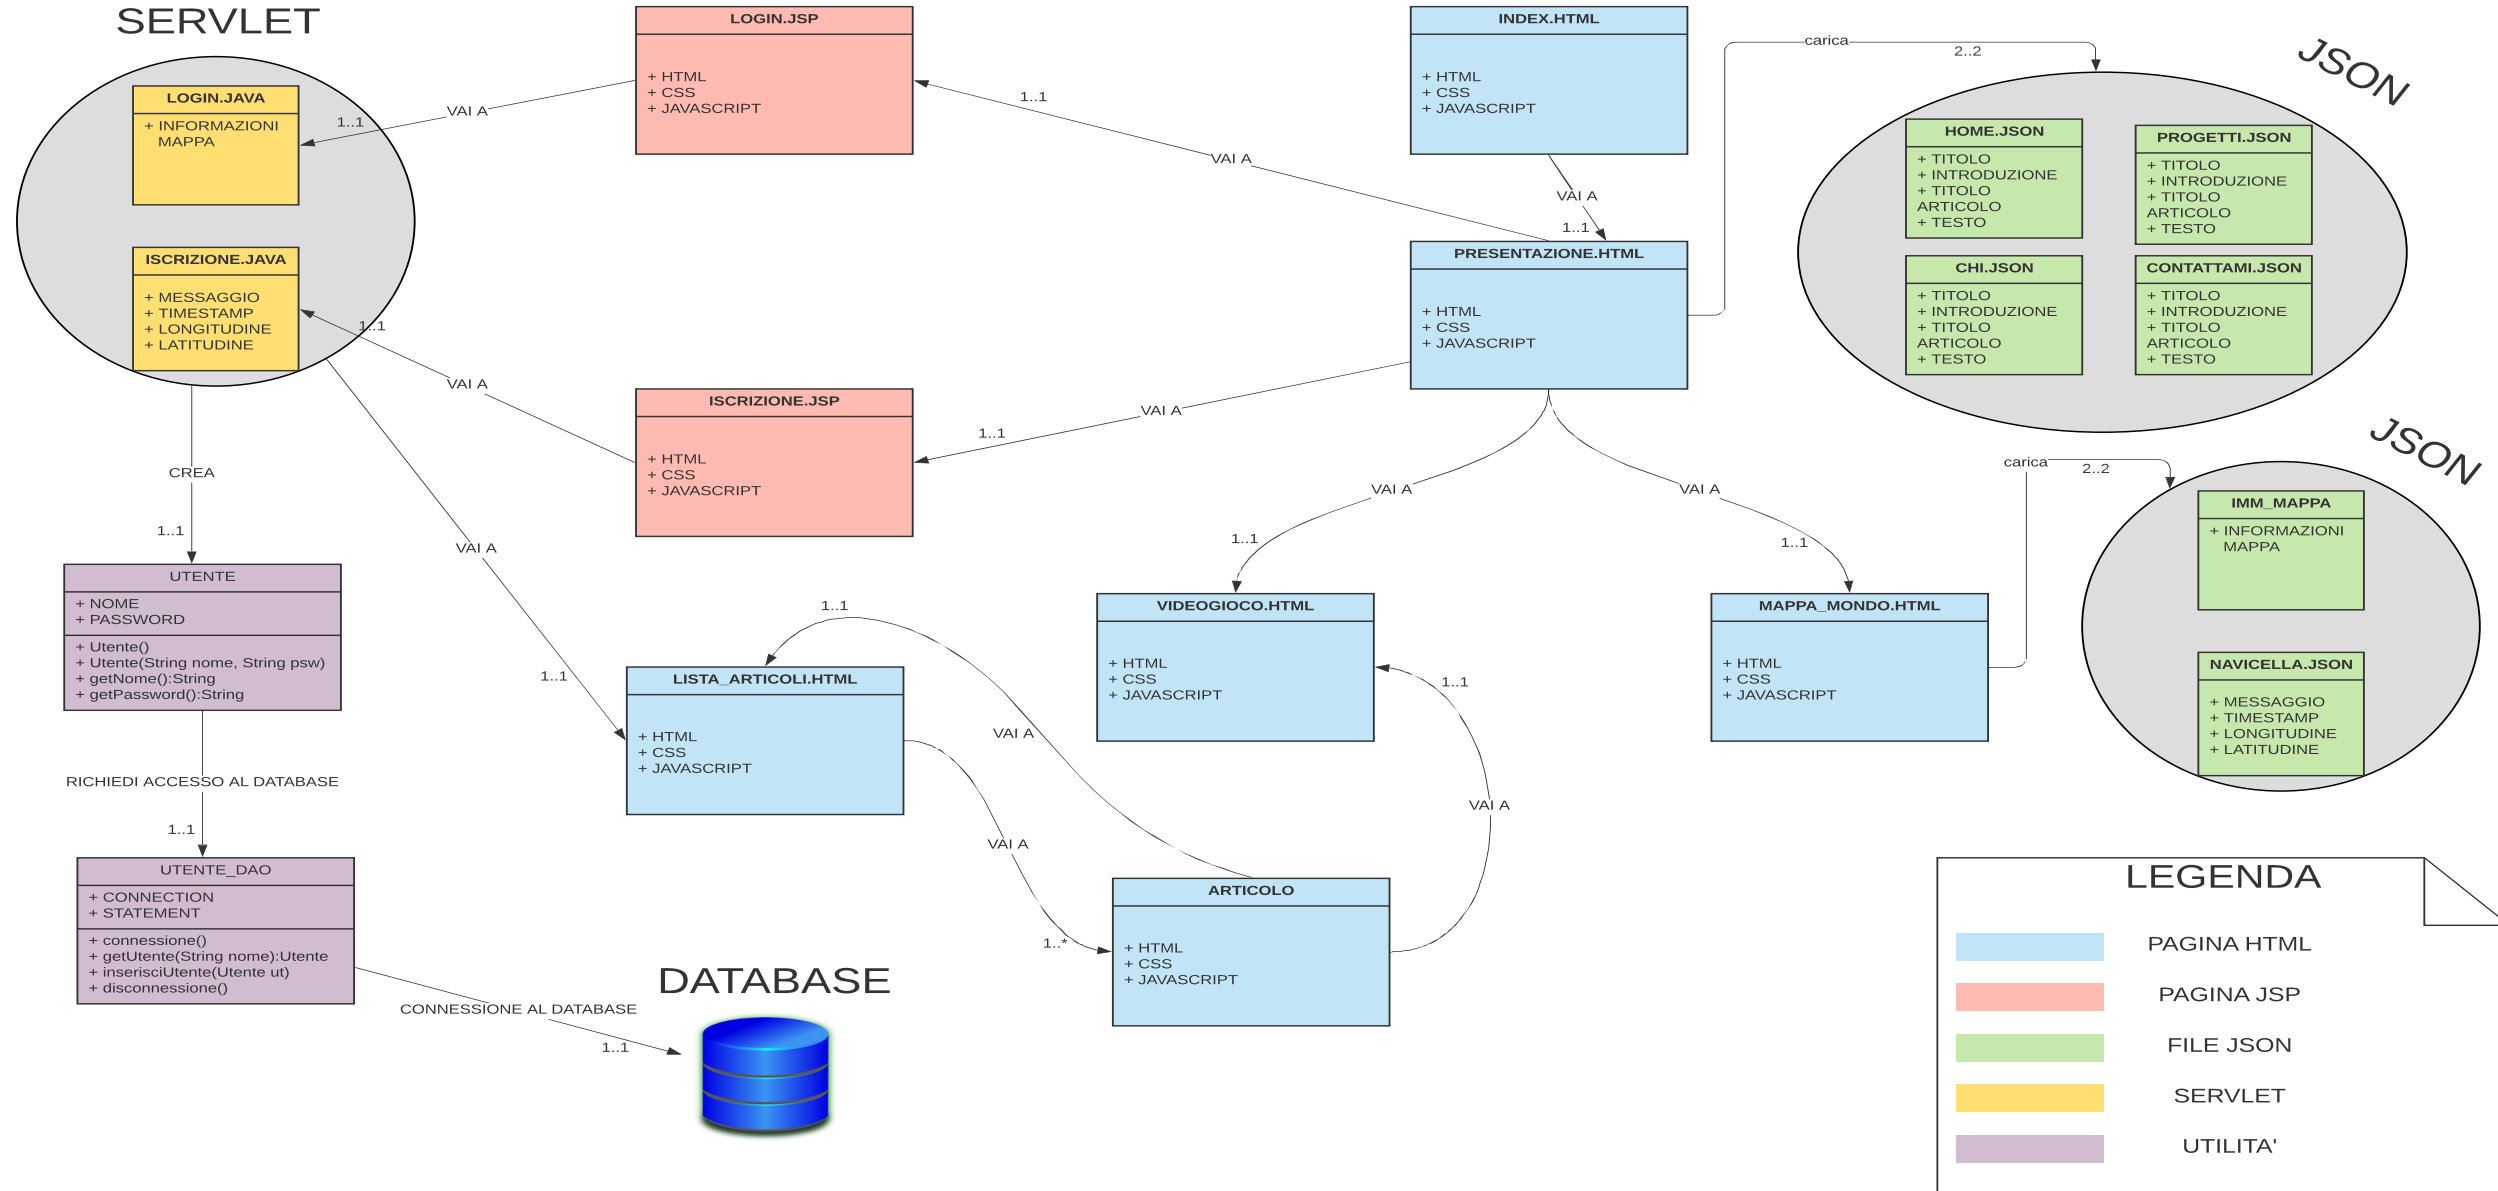 SERVLET
LOGIN.JAVA
+ INFORMAZIONI
MAPPA
ISCRIZIONE.JAVA
+ MESSAGGIO
+ TIMESTAMP
+ LONGITUDINE
+ LATITUDINE
LOGIN.JSP
+ HTML
+ CSS
+ JAVASCRIPT
VAI A
1..1
INDEX.HTML
+ HTML
+ CSS
+ JAVASCRIPT
VAI A
1..1
1..1
VAI A
carica
2..2
JSON
HOME.JSON
+ TITOLO
+ INTRODUZIONE
+ TITOLO
ARTICOLO
+ TESTO
PROGETTI.JSON
+ TITOLO
+ INTRODUZIONE
+ TITOLO
ARTICOLO
+ TESTO
CHI.JSON
+ TITOLO
+ INTRODUZIONE
+ TITOLO
ARTICOLO
+ TESTO
CONTATTAMI.JSON
+ TITOLO
+ INTRODUZIONE
+ TITOLO
ARTICOLO
+ TESTO
PRESENTAZIONE.HTML
+ HTML
+ CSS
+ JAVASCRIPT
1..1
VAI A
ISCRIZIONE.JSP
+ HTML
+ CSS
+ JAVASCRIPT
VAI A
1..1
CREA
1..1
VAI A
1..1
VAI A
1..1
VAI A
1..1
carica
2..2
JSON
IMM_MAPPA
+ INFORMAZIONI
MAPPA
NAVICELLA.JSON
+ MESSAGGIO
+ TIMESTAMP
+ LONGITUDINE
+ LATITUDINE
UTENTE
+ NOME
+ PASSWORD
+ Utente()
+ Utente(String nome, String psw)
+ getNome():String
+ getPassword():String
RICHIEDI ACCESSO AL DATABASE
1..1
UTENTE_DAO
+ CONNECTION
+ STATEMENT
+ connessione()
+ getUtente(String nome):Utente
+ inserisciUtente(Utente ut)
+ disconnessione()
CONNESSIONE AL DATABASE
1..1
DATABASE
LISTA_ARTICOLI.HTML
+ HTML
+ CSS
+ JAVASCRIPT
1..1
VAI A
VAI A
1..*
VIDEOGIOCO.HTML
+ HTML
+ CSS
+ JAVASCRIPT
1..1
VAI A
MAPPA_MONDO.HTML
+ HTML
+ CSS
+ JAVASCRIPT
ARTICOLO
+ HTML
+ CSS
+ JAVASCRIPT
LEGENDA
PAGINA HTML
PAGINA JSP
FILE JSON
SERVLET
UTILITA'